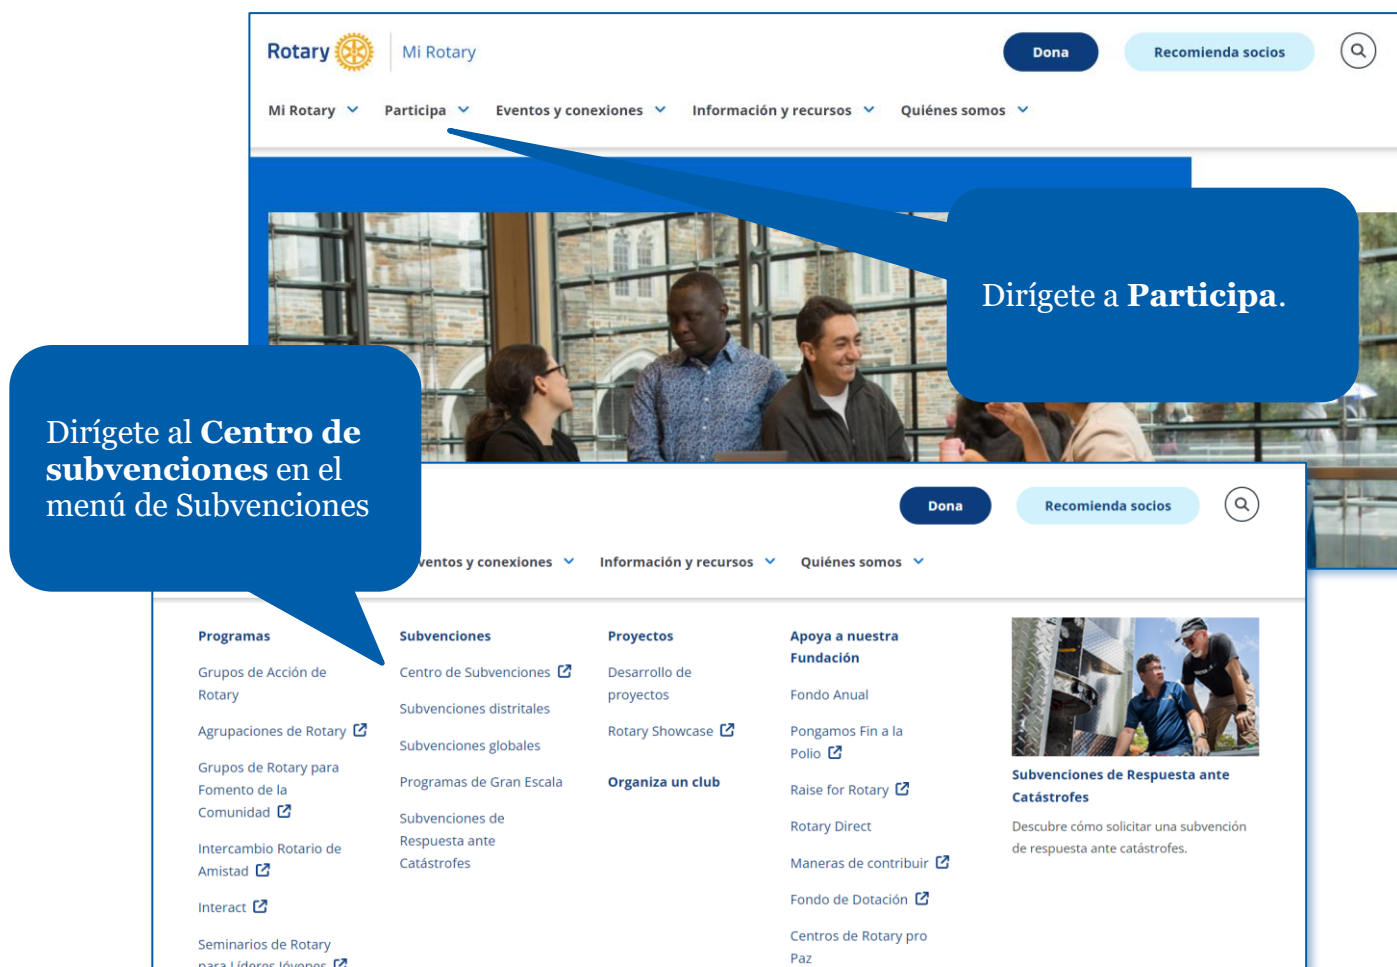 Rotary
Mi Rotary
Dona
Recomienda socios
Mi Rotary
Participa
Eventos y conexiones
Información y recursos
Quiénes somos
Dirígete a Participa.
Dirígete al Centro de
subvenciones en el
menú de Subvenciones
Dona
Recomienda socios
ventos y conexiones
Información y recursos
Quiénes somos
Programas
Grupos de Acción de
Rotary
Agrupaciones de Rotary
Grupos de Rotary para
Fomento de la
Comunidad
Intercambio Rotario de
Amistad
Interact
Seminarios de Rotary
para Líderes Jóvenes
Subvenciones
Centro de Subvenciones
Subvenciones distritales
Subvenciones globales
Programas de Gran Escala
Subvenciones de
Respuesta ante
Catástrofes
Proyectos
Desarrollo de
proyectos
Rotary Showcase
Organiza un club
Apoya a nuestra
Fundación
Fondo Anual
Pongamos Fin a la
Polio
Raise for Rotary
Rotary Direct
Maneras de contribuir
Fondo de Dotación
Centros de Rotary pro
Paz
Subvenciones de Respuesta ante
Catástrofes
Descubre cómo solicitar una subvención
de respuesta ante catástrofes.